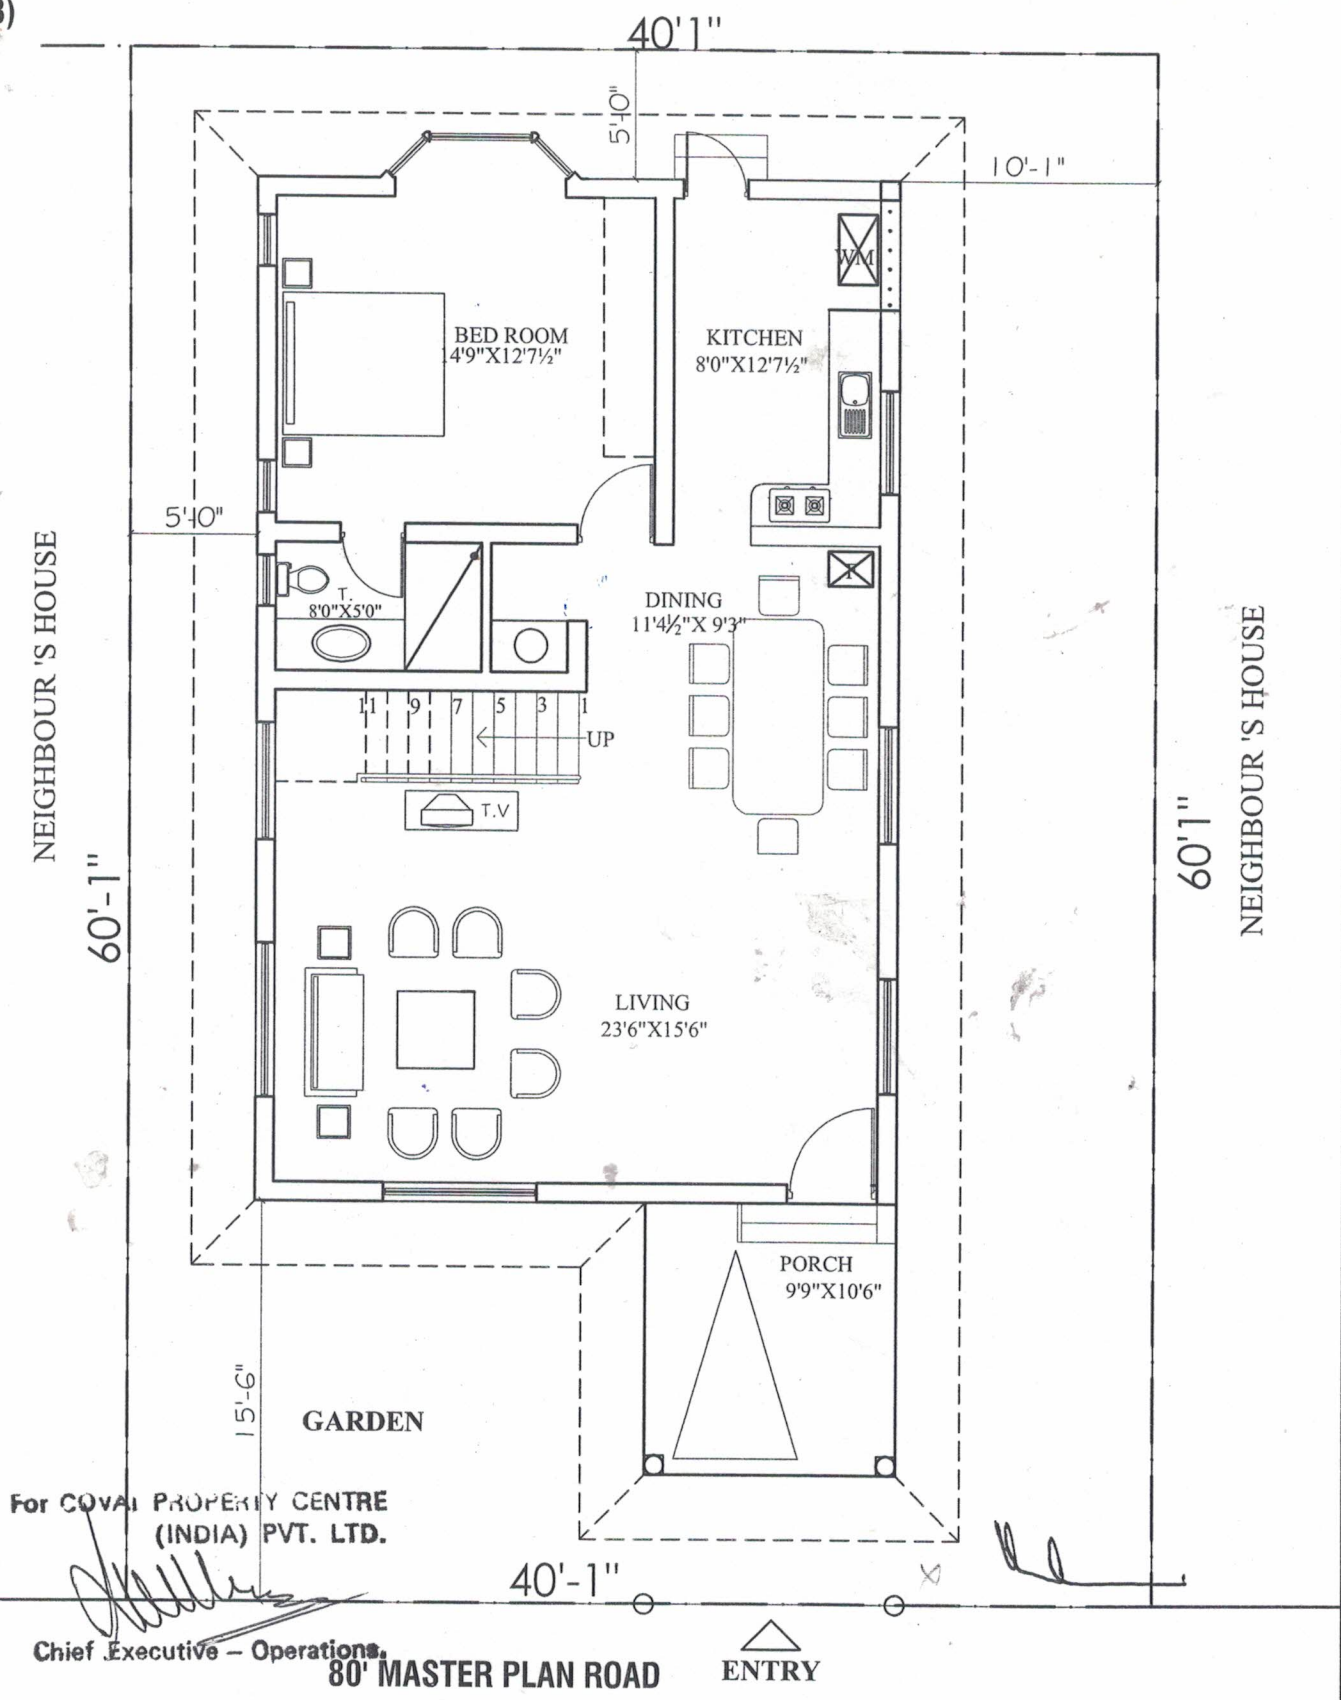 3)
40'1"
5'-0"
10'-1"
WM
BED ROOM
14'9"X12'7½"
KITCHEN
8'0"X12'7½"
5'-0"
NEIGHBOUR 'S HOUSE
T.
8'0"X5'0"
F
DINING
11'4½"X 9'3"
11 9 7 5 3 1
UP
T.V
NEIGHBOUR 'S HOUSE
60'-1"
60'1"
LIVING
23'6"X15'6"
PORCH
9'9"X10'6"
15'-6"
GARDEN
For COVAI PROPERTY CENTRE
(INDIA) PVT. LTD.
40'-1"
Chief Executive – Operations.
80' MASTER PLAN ROAD
ENTRY